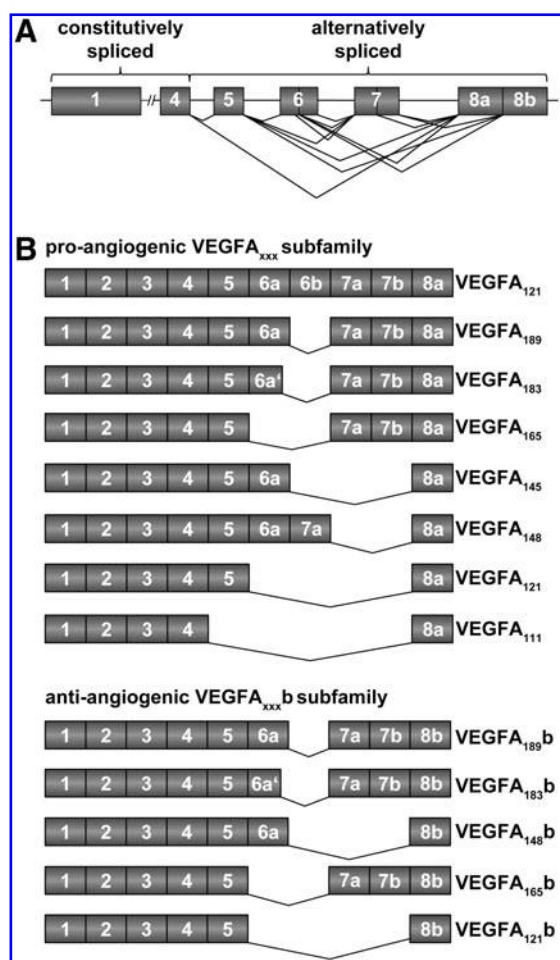 A
constitutively spliced
alternatively spliced
1 // 4 5 6 7 8a 8b
B
pro-angiogenic VEGFAxxx subfamily
1 2 3 4 5 6a 6b 7a 7b 8a VEGFA121
1 2 3 4 5 6a 7a 7b 8a VEGFA189
1 2 3 4 5 6a' 7a 7b 8a VEGFA183
1 2 3 4 5 7a 7b 8a VEGFA165
1 2 3 4 5 6a 8a VEGFA145
1 2 3 4 5 6a 7a 8a VEGFA148
1 2 3 4 5 8a VEGFA121
1 2 3 4 8a VEGFA111
anti-angiogenic VEGFAxxxb subfamily
1 2 3 4 5 6a 7a 7b 8b VEGFA189b
1 2 3 4 5 6a' 7a 7b 8b VEGFA183b
1 2 3 4 5 6a 8b VEGFA148b
1 2 3 4 5 7a 7b 8b VEGFA165b
1 2 3 4 5 8b VEGFA121b